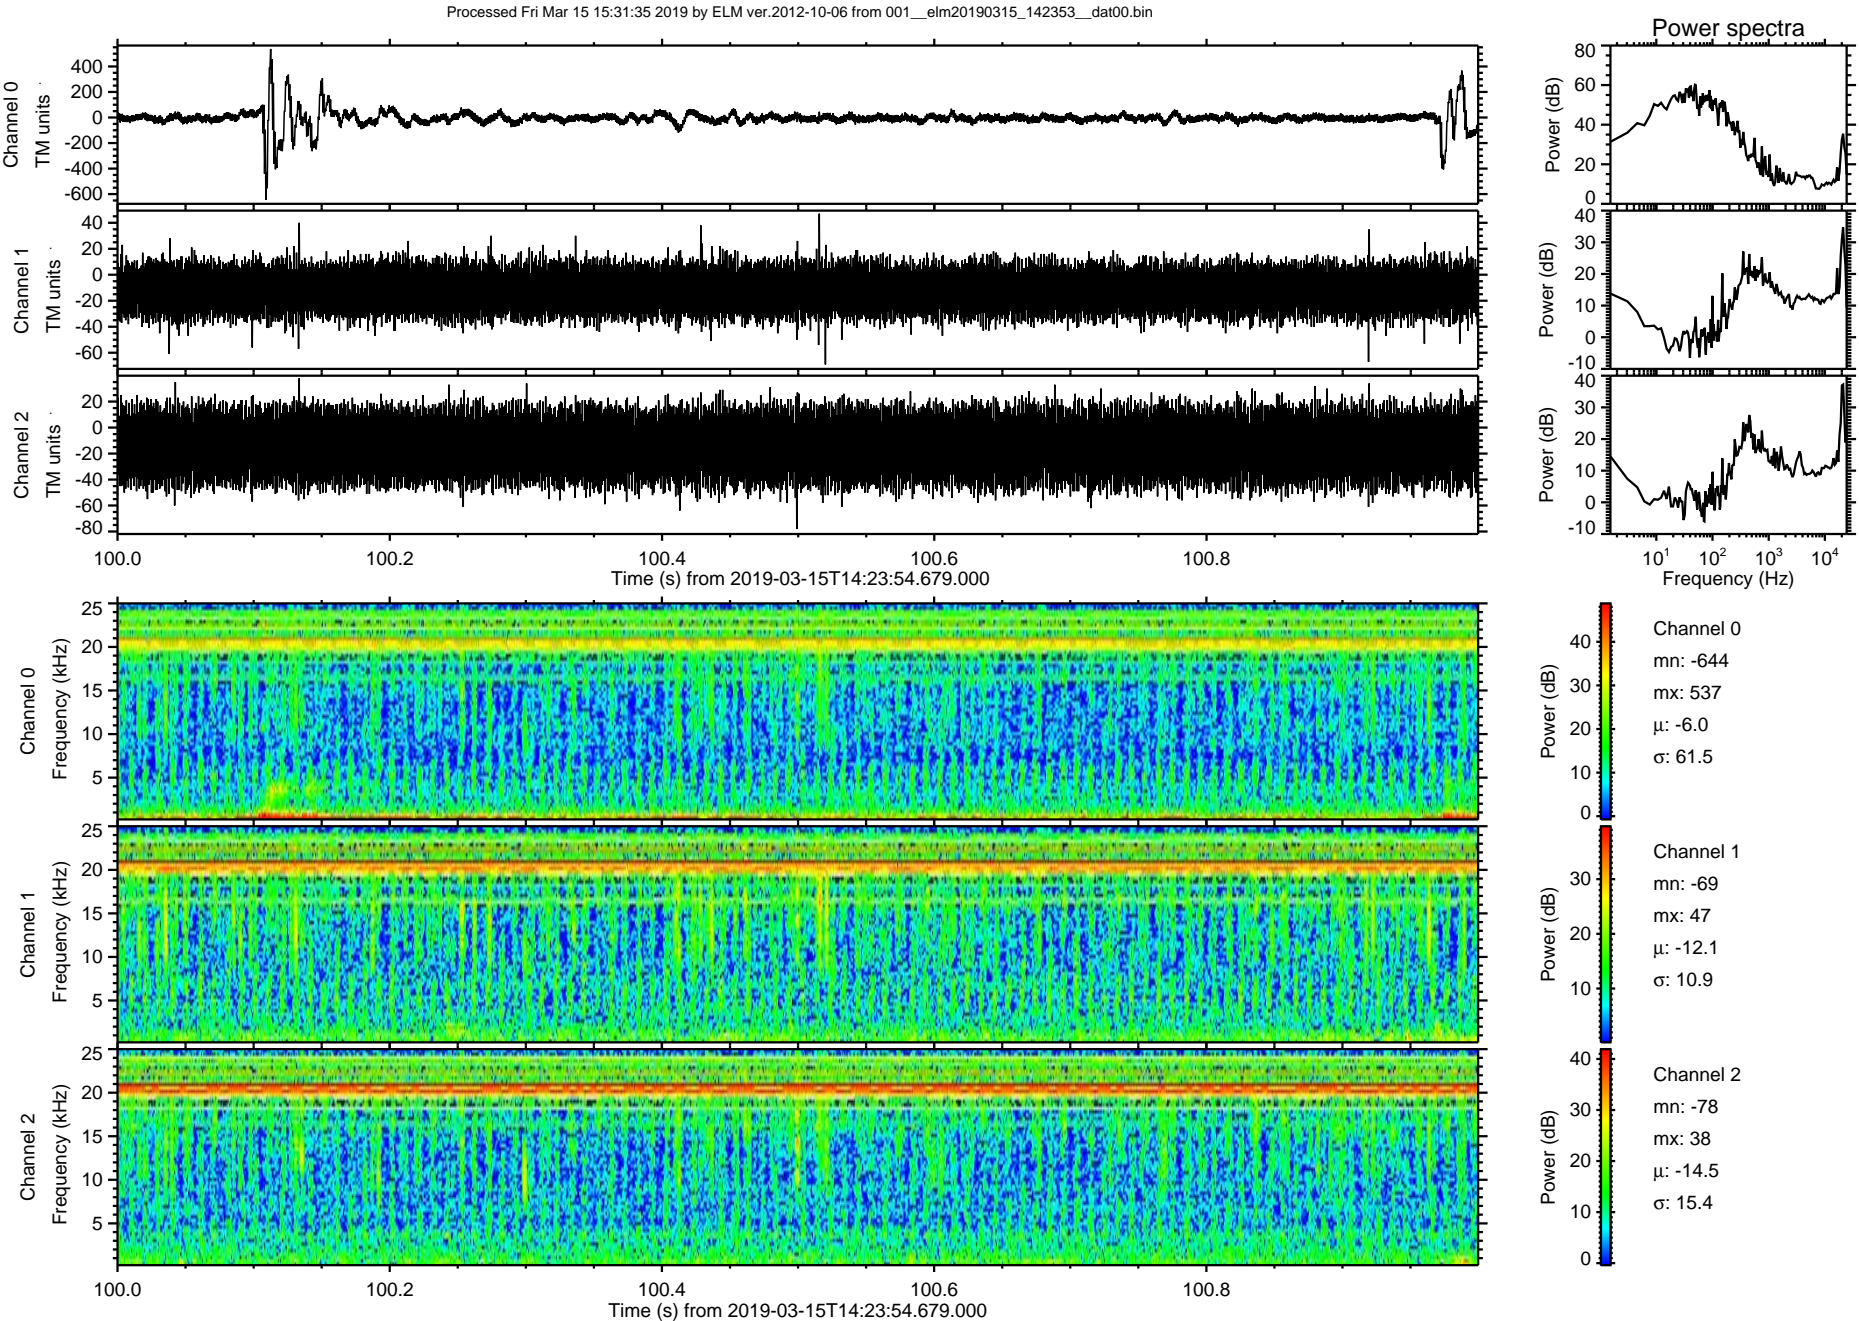 Processed Fri Mar 15 15:31:35 2019 by ELM ver.2012-10-06 from 001__elm20190315_142353__dat00.bin
Power spectra
Channel 0
TM units
400
200
0
-200
-400
-600
Power (dB)
80
60
40
20
0
Channel 1
TM units
40
20
0
-20
-40
-60
Power (dB)
40
30
20
10
0
-10
Channel 2
TM units
20
0
-20
-40
-60
-80
Power (dB)
40
30
20
10
0
-10
100.0 100.2 100.4 100.6 100.8
Time (s) from 2019-03-15T14:23:54.679.000
10¹ 10² 10³ 10⁴
Frequency (Hz)
Channel 0
Frequency (kHz)
25
20
15
10
5
Power (dB)
40
30
20
10
0
Channel 0
mn: -644
mx: 537
µ: -6.0
σ: 61.5
Channel 1
Frequency (kHz)
25
20
15
10
5
Power (dB)
30
20
10
Channel 1
mn: -69
mx: 47
µ: -12.1
σ: 10.9
Channel 2
Frequency (kHz)
25
20
15
10
5
Power (dB)
40
30
20
10
0
Channel 2
mn: -78
mx: 38
µ: -14.5
σ: 15.4
100.0 100.2 100.4 100.6 100.8
Time (s) from 2019-03-15T14:23:54.679.000